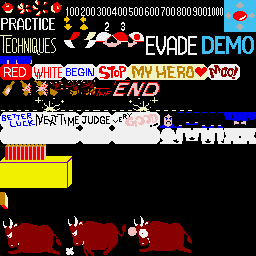 100 200 300 400 500 600 700 800 900 1000
PRACTICE
2 3
TECHNIQUES EVADE DEMO
RED WHITE BEGIN STOP MY HERO MOO!
END
BETTER LUCK NEXT TIME JUDGE VERY GOOD